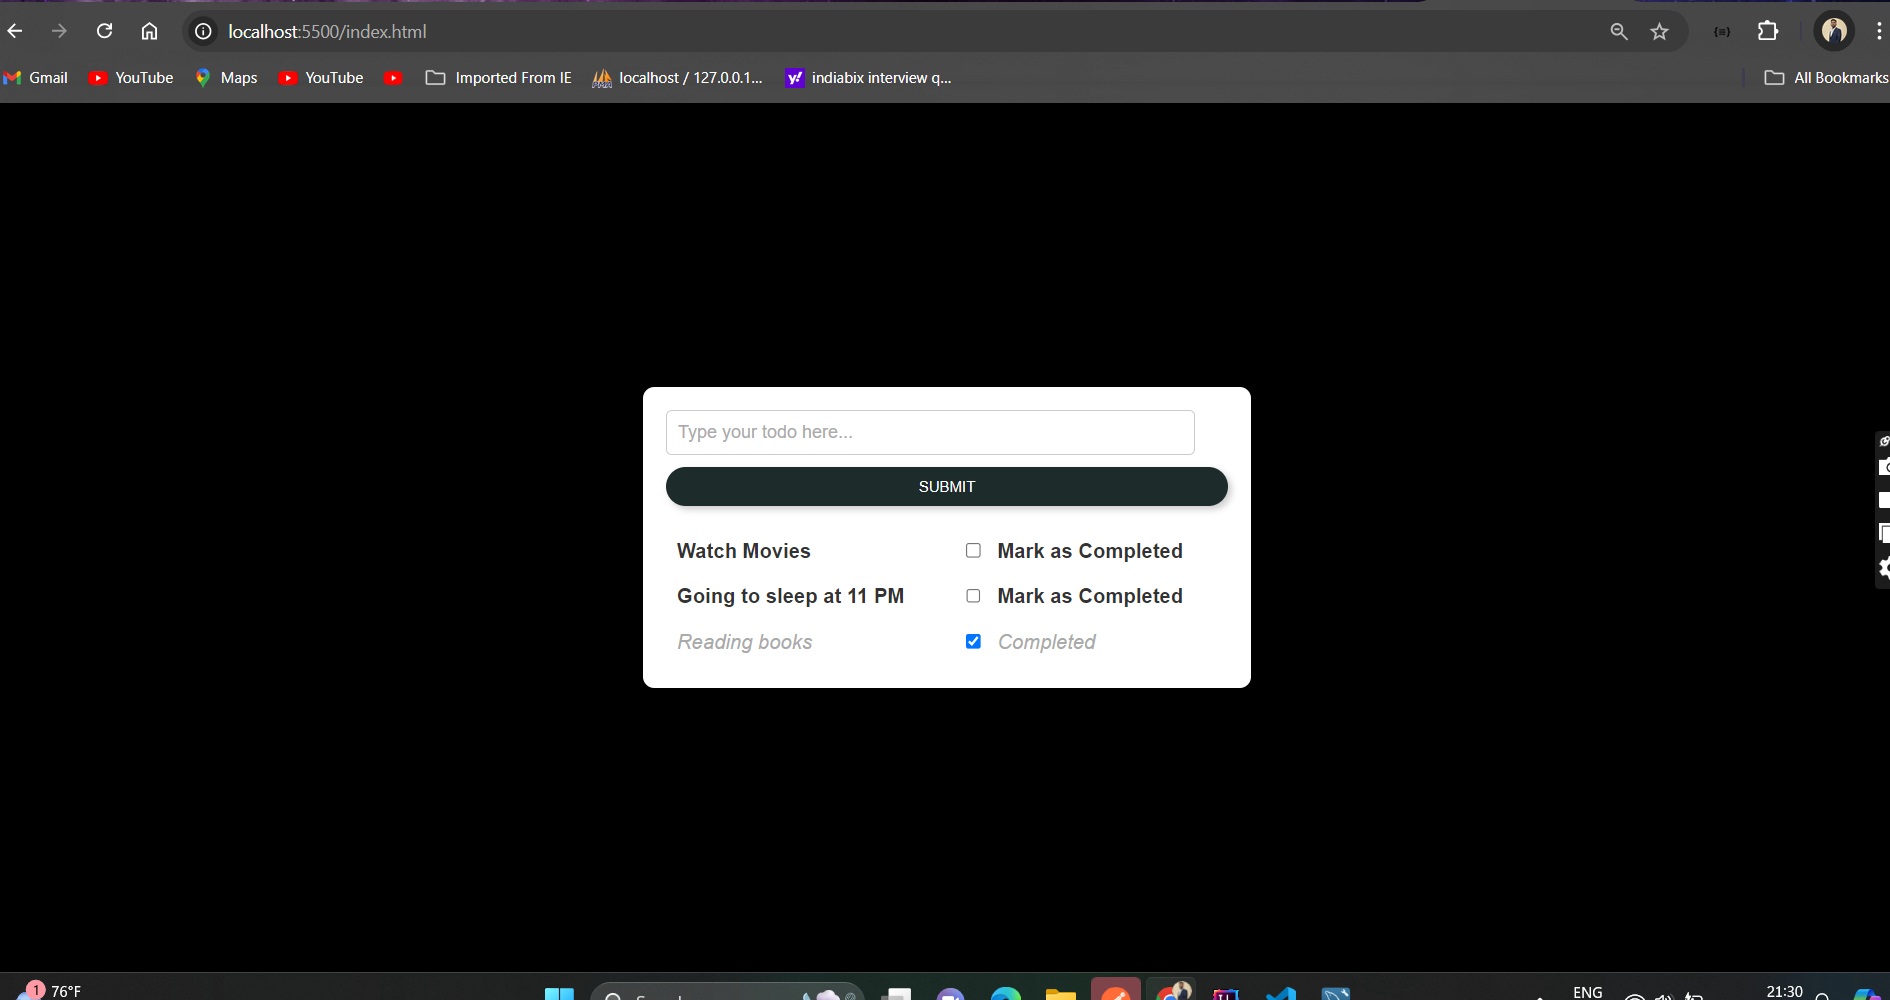 localhost:5500/index.html
Gmail YouTube Maps YouTube Imported From IE localhost / 127.0.0.1... indiabix interview q... All Bookmarks
Type your todo here...
SUBMIT
Watch Movies Mark as Completed
Going to sleep at 11 PM Mark as Completed
Reading books Completed
1 76°F ENG 21:30